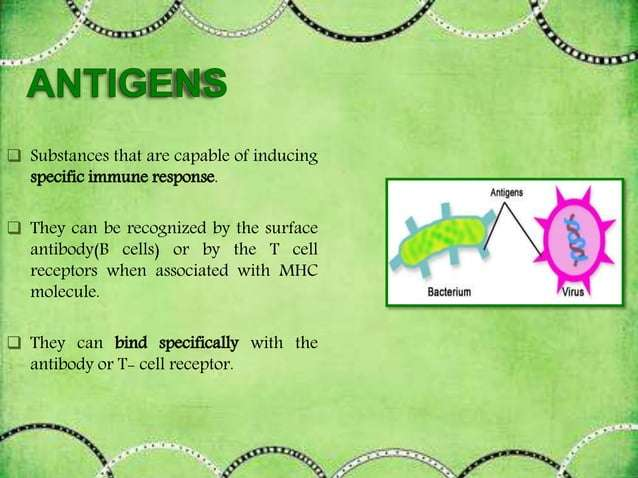 ANTIGENS
Substances that are capable of inducing
specific immune response.
They can be recognized by the surface
antibody(B cells) or by the T cell
receptors when associated with MHC
molecule.
They can bind specifically with the
antibody or T- cell receptor.
Antigens
Bacterium
Virus